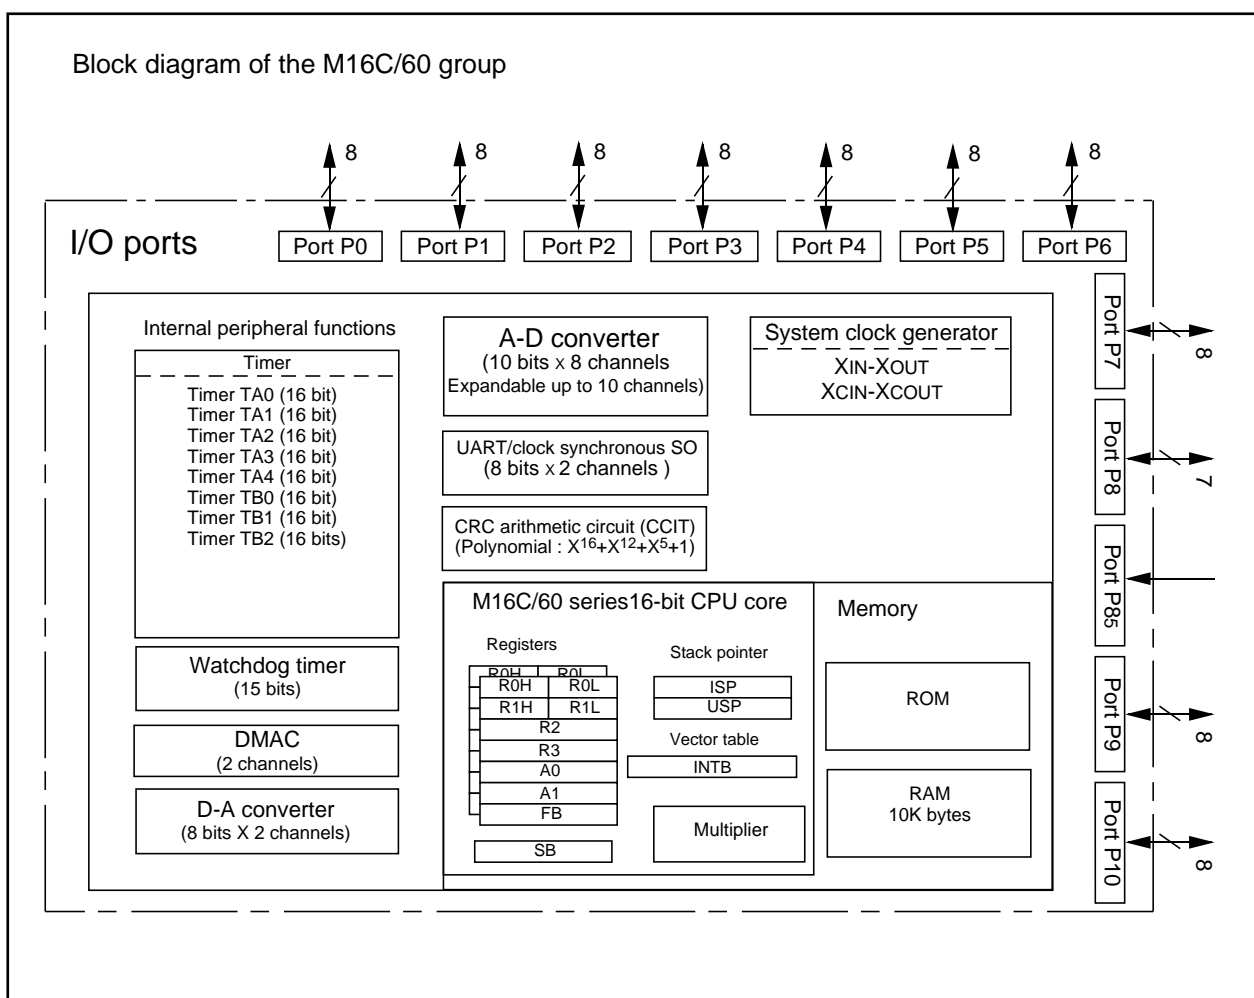 Block diagram of the M16C/60 group
8 8 8 8 8 8 8
I/O ports
Port P0 Port P1 Port P2 Port P3 Port P4 Port P5 Port P6
Port P7
8
Port P8
7
Port P85
Port P9
8
Port P10
8
Internal peripheral functions
Timer
Timer TA0 (16 bit)
Timer TA1 (16 bit)
Timer TA2 (16 bit)
Timer TA3 (16 bit)
Timer TA4 (16 bit)
Timer TB0 (16 bit)
Timer TB1 (16 bit)
Timer TB2 (16 bits)
Watchdog timer
(15 bits)
DMAC
(2 channels)
D-A converter
(8 bits X 2 channels)
A-D converter
(10 bits x 8 channels
Expandable up to 10 channels)
UART/clock synchronous SO
(8 bits x 2 channels )
CRC arithmetic circuit (CCIT)
(Polynomial : X16+X12+X5+1)
System clock generator
XIN-XOUT
XCIN-XCOUT
M16C/60 series16-bit CPU core
Registers
R0H R0L
R0H R0L
R1H R1L
R2
R3
A0
A1
FB
SB
Stack pointer
ISP
USP
Vector table
INTB
Multiplier
Memory
ROM
RAM
10K bytes